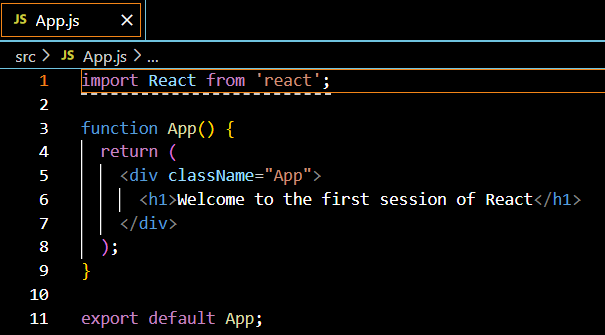 JS App.js ×
src > JS App.js > ...
1 import React from 'react';
2
3 function App() {
4   return (
5     <div className="App">
6       <h1>Welcome to the first session of React</h1>
7     </div>
8   );
9 }
10
11 export default App;